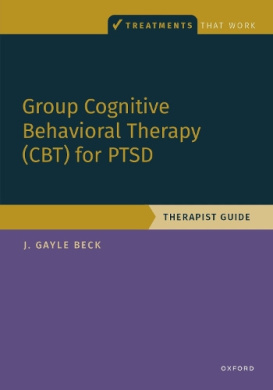 TREATMENTS THAT WORK
Group Cognitive
Behavioral Therapy
(CBT) for PTSD
THERAPIST GUIDE
J. GAYLE BECK
OXFORD